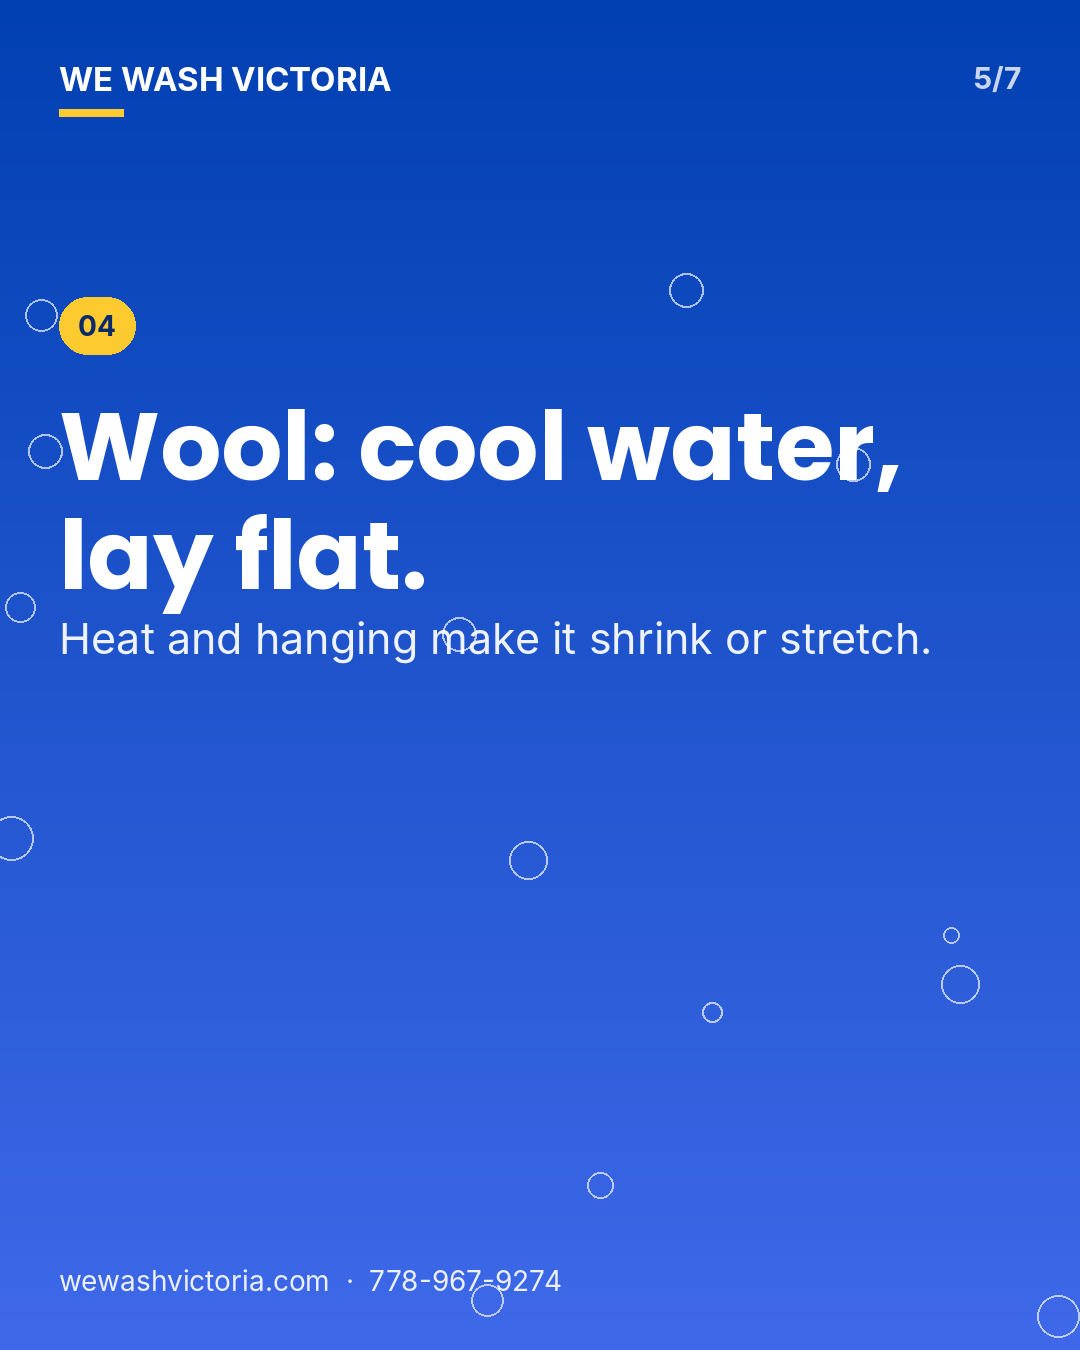 WE WASH VICTORIA
5/7
04
Wool: cool water,
lay flat.
Heat and hanging make it shrink or stretch.
wewashvictoria.com · 778-967-9274